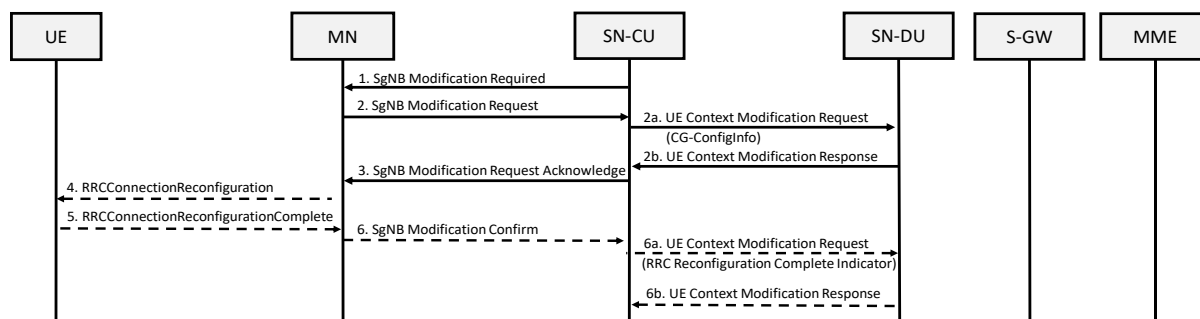 UE MN SN-CU SN-DU S-GW MME
1. SgNB Modification Required
2. SgNB Modification Request
2a. UE Context Modification Request
(CG-ConfigInfo)
2b. UE Context Modification Response
3. SgNB Modification Request Acknowledge
4. RRCConnectionReconfiguration
5. RRCConnectionReconfigurationComplete
6. SgNB Modification Confirm
6a. UE Context Modification Request
(RRC Reconfiguration Complete Indicator)
6b. UE Context Modification Response